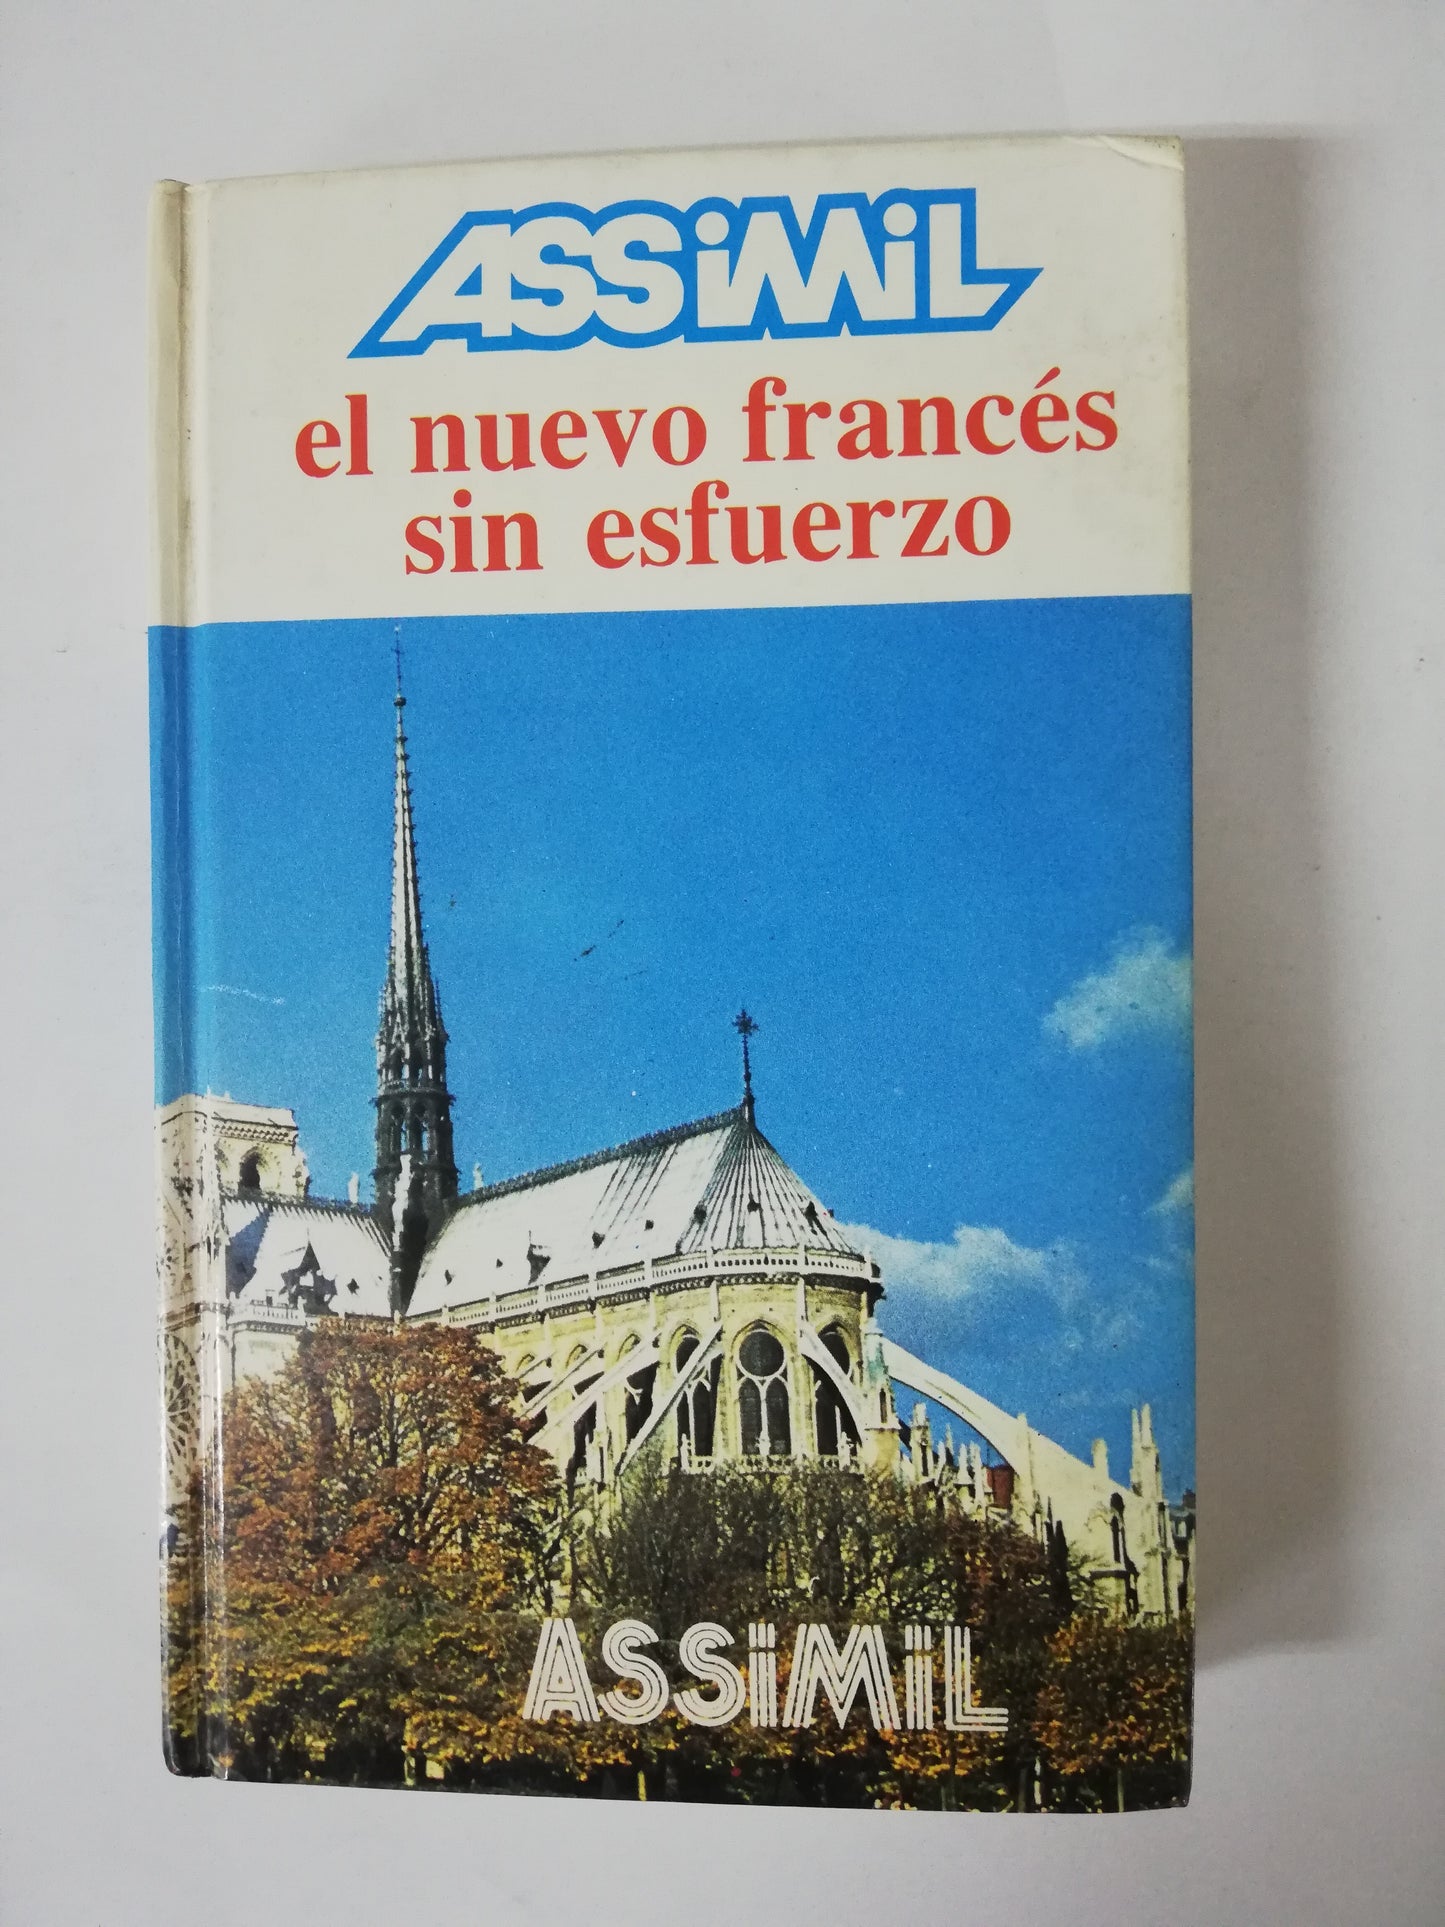 ASSiMiL
el nuevo francés
sin esfuerzo
ASSiMiL